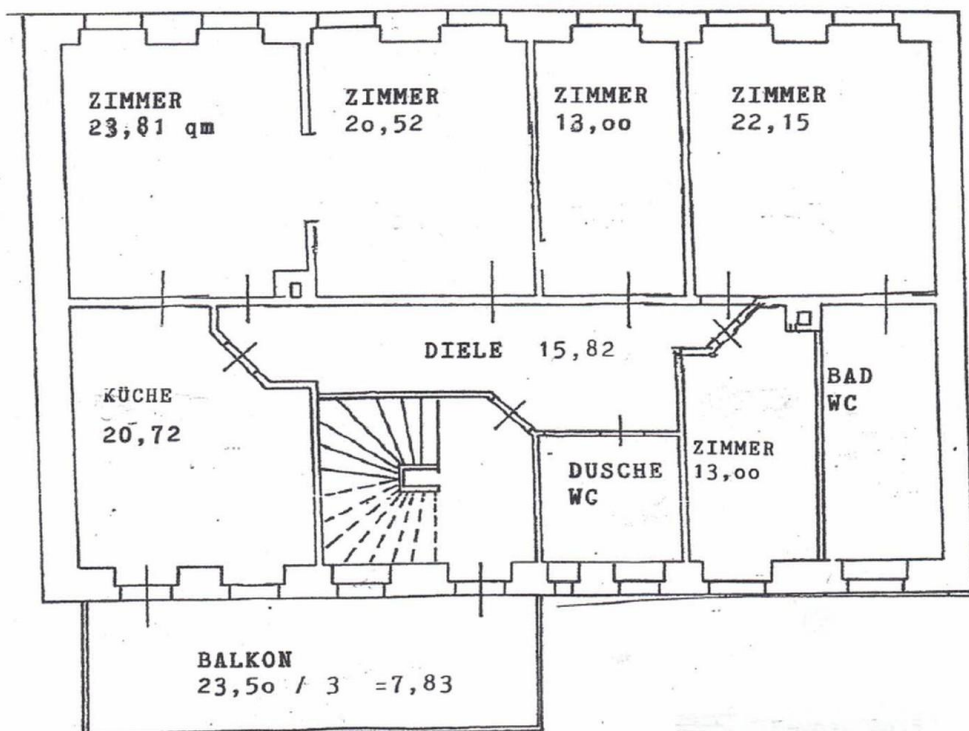 ZIMMER
23,81 qm
ZIMMER
2o,52
ZIMMER
13,oo
ZIMMER
22,15
DIELE 15,82
KÜCHE
20,72
BAD
WC
ZIMMER
13,oo
DUSCHE
WC
BALKON
23,5o / 3 =7,83